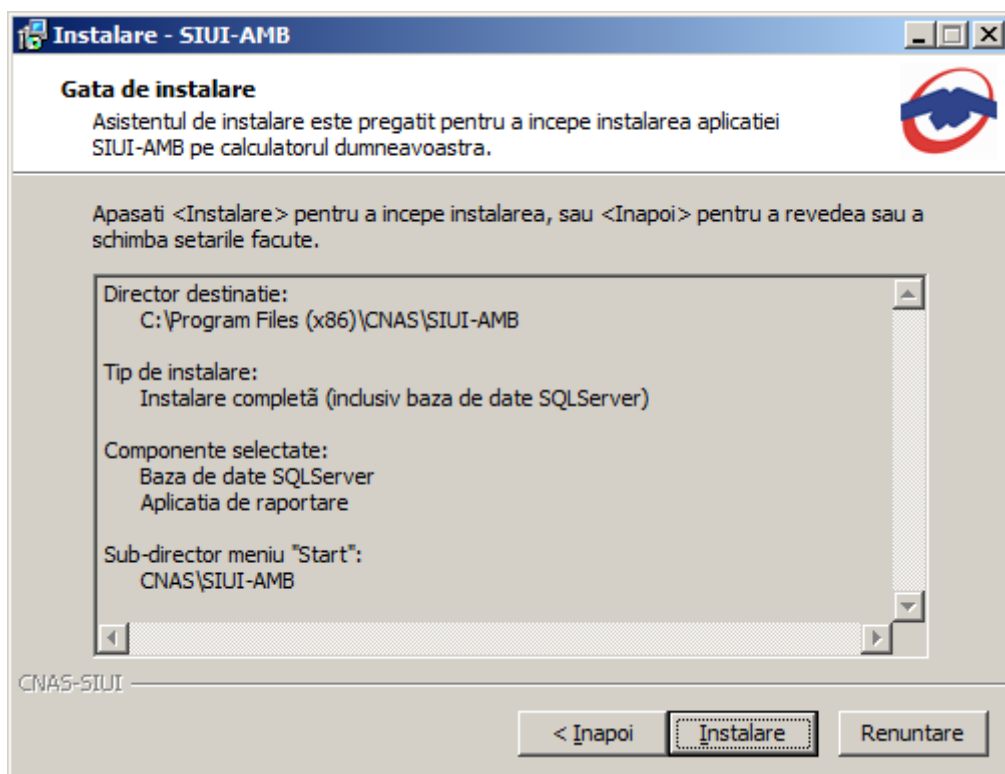 Instalare - SIUI-AMB
Gata de instalare
Asistentul de instalare este pregatit pentru a incepe instalarea aplicatiei
SIUI-AMB pe calculatorul dumneavoastra.
Apasati <Instalare> pentru a incepe instalarea, sau <Inapoi> pentru a revedea sau a
schimba setarile facute.
Director destinatie:
C:\Program Files (x86)\CNAS\SIUI-AMB
Tip de instalare:
Instalare completã (inclusiv baza de date SQLServer)
Componente selectate:
Baza de date SQLServer
Aplicatia de raportare
Sub-director meniu "Start":
CNAS\SIUI-AMB
CNAS-SIUI
< Inapoi
Instalare
Renuntare